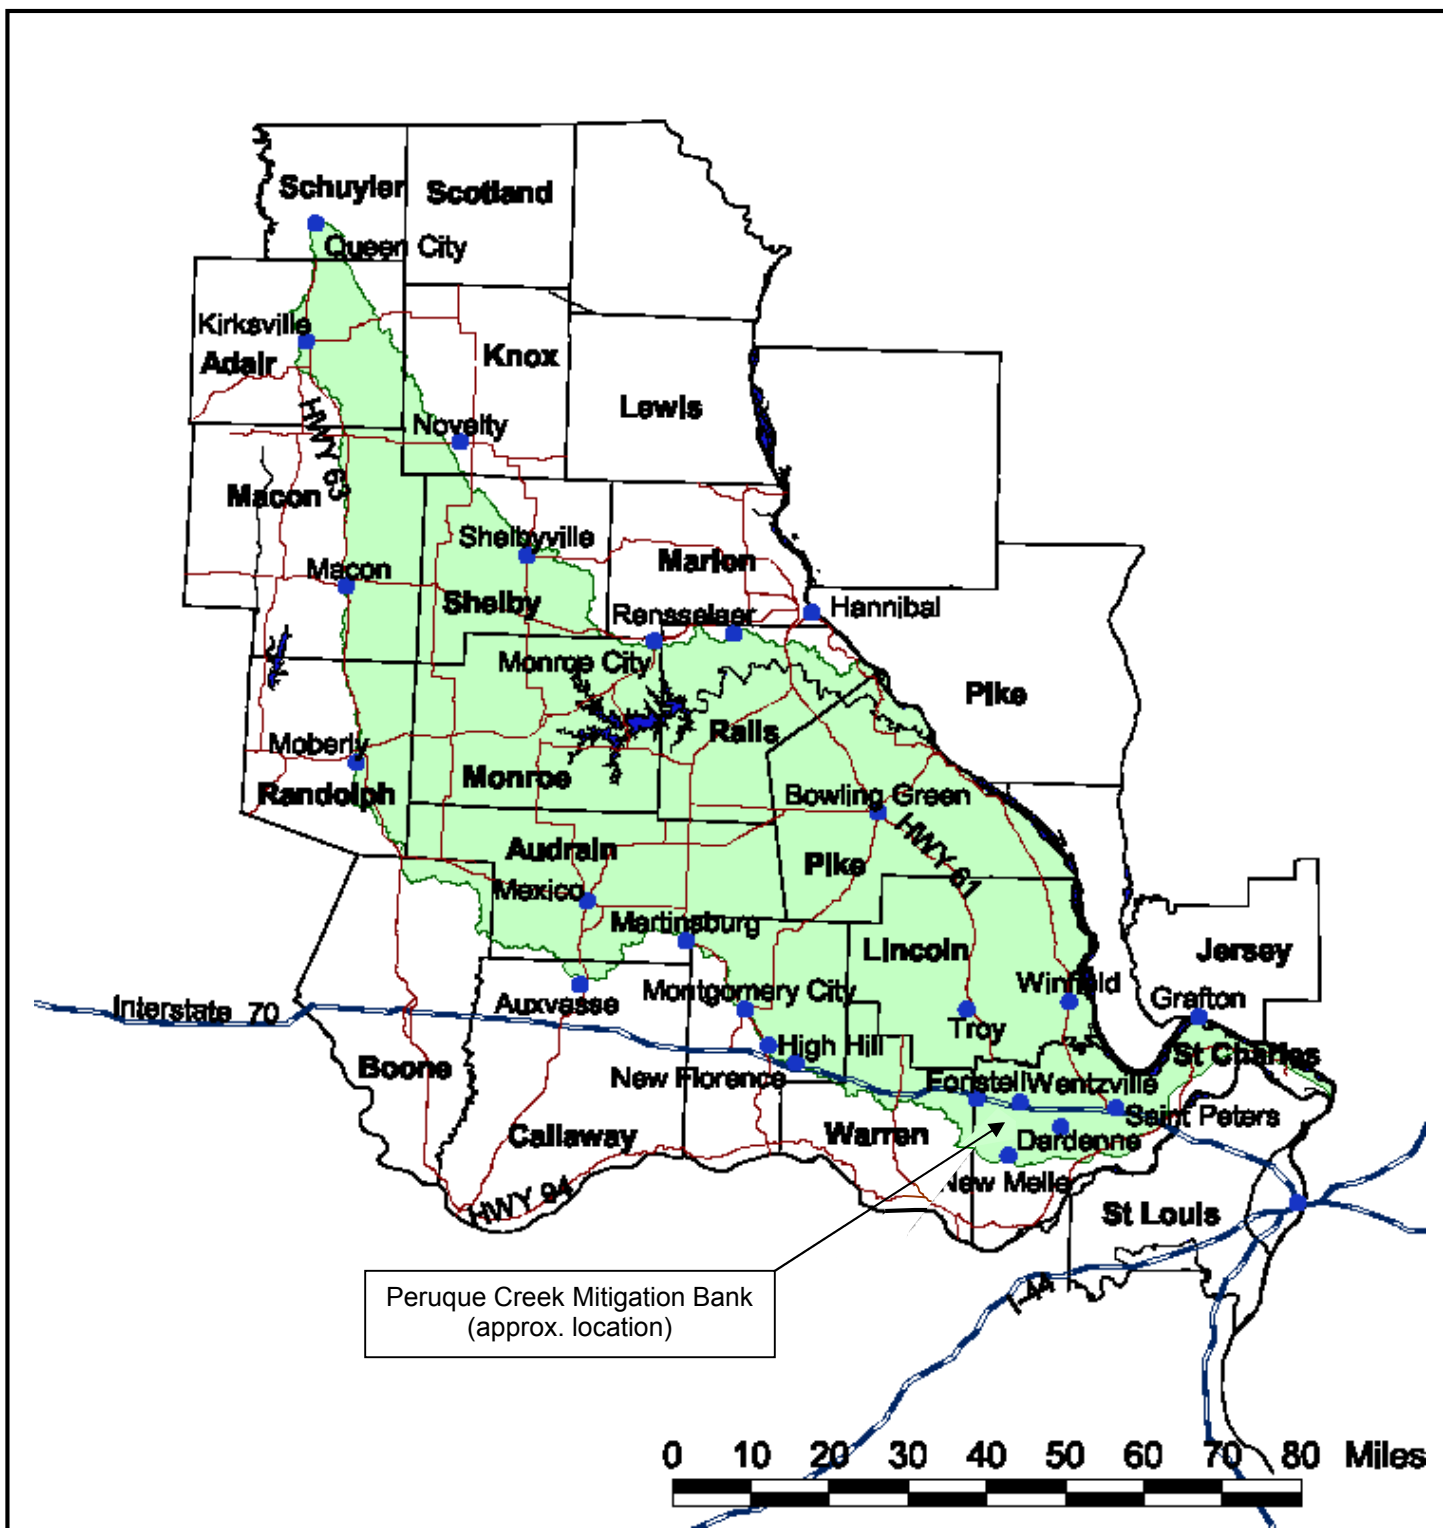 Schuyler
Scotland
Queen City
Kirksville
Adair
Knox
Lewis
HWY 63
Novelty
Macon
Shelbyville
Marion
Macon
Shelby
Rensselaer
Hannibal
Monroe City
Pike
Ralls
Moberly
Monroe
Randolph
Bowling Green
HWY 61
Audrain
Pike
Mexico
Martinsburg
Lincoln
Jersey
Winfield
Montgomery City
Grafton
Auxvasse
Interstate 70
Troy
High Hill
St Charles
Boone
New Florence
Foristell
Wentzville
Saint Peters
Callaway
Warren
Dardenne
New Melle
HWY 94
St Louis
I-44
Peruque Creek Mitigation Bank
(approx. location)
0 10 20 30 40 50 60 70 80 Miles